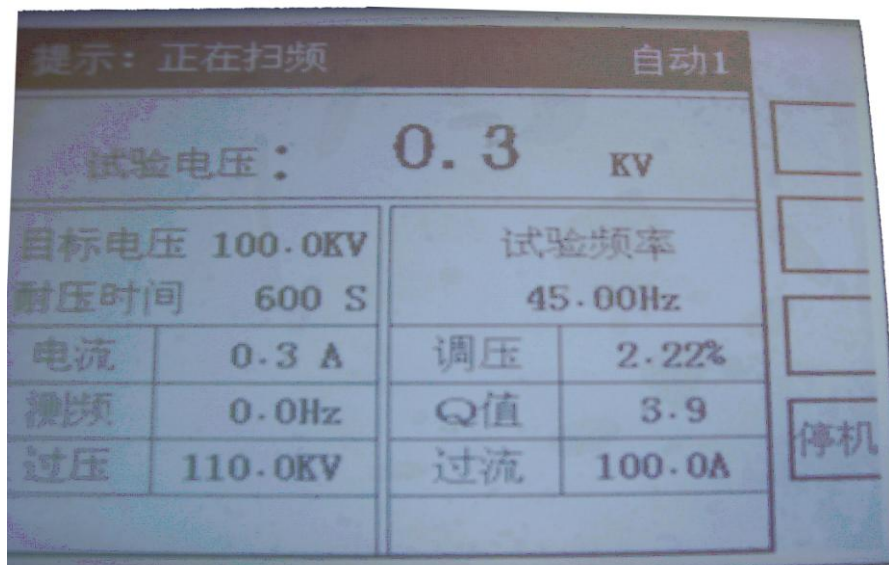 提示：正在扫频 自动1
试验电压： 0.3 KV
目标电压 100.0KV 试验频率
耐压时间 600 S 45.00Hz
电流 0.3 A 调压 2.22%
测频 0.0Hz Q值 3.9
停机
过压 110.0KV 过流 100.0A